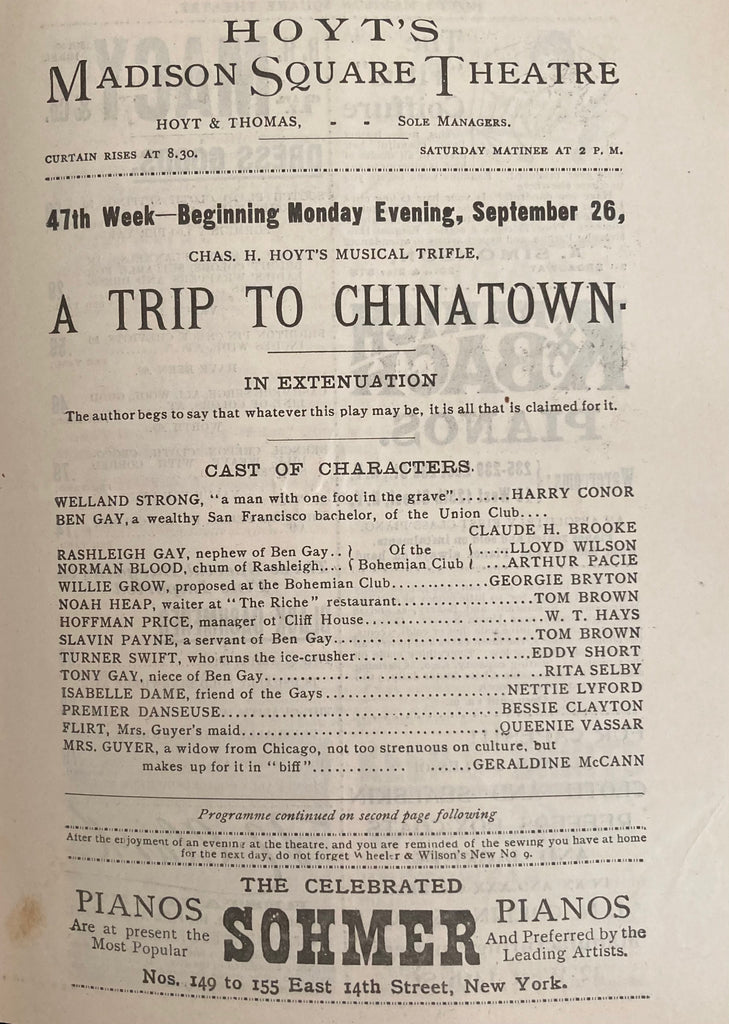 HOYT'S
MADISON SQUARE THEATRE
HOYT & THOMAS, - - SOLE MANAGERS.
CURTAIN RISES AT 8.30. SATURDAY MATINEE AT 2 P. M.
47th Week—Beginning Monday Evening, September 26,
CHAS. H. HOYT'S MUSICAL TRIFLE,
A TRIP TO CHINATOWN.
IN EXTENUATION
The author begs to say that whatever this play may be, it is all that is claimed for it.
CAST OF CHARACTERS.
WELLAND STRONG, "a man with one foot in the grave"........HARRY CONOR
BEN GAY, a wealthy San Francisco bachelor, of the Union Club....
CLAUDE H. BROOKE
RASHLEIGH GAY, nephew of Ben Gay.. } Of the { .....LLOYD WILSON
NORMAN BLOOD, chum of Rashleigh.... { Bohemian Club } ...ARTHUR PACIE
WILLIE GROW, proposed at the Bohemian Club.............GEORGIE BRYTON
NOAH HEAP, waiter at "The Riche" restaurant..................TOM BROWN
HOFFMAN PRICE, manager of Cliff House.........................W. T. HAYS
SLAVIN PAYNE, a servant of Ben Gay.............................TOM BROWN
TURNER SWIFT, who runs the ice-crusher..... .. ..................EDDY SHORT
TONY GAY, niece of Ben Gay............ .. ..................... ..RITA SELBY
ISABELLE DAME, friend of the Gays..........................NETTIE LYFORD
PREMIER DANSEUSE........................................BESSIE CLAYTON
FLIRT, Mrs. Guyer's maid.............................. .QUEENIE VASSAR
MRS. GUYER, a widow from Chicago, not too strenuous on culture, but
makes up for it in "biff"............ ......GERALDINE McCANN
Programme continued on second page following
After the enjoyment of an evening at the theatre, and you are reminded of the sewing you have at home
for the next day, do not forget Wheeler & Wilson's New No 9.
THE CELEBRATED
PIANOS SOHMER PIANOS
Are at present the And Preferred by the
Most Popular Leading Artists.
Nos. 149 to 155 East 14th Street, New York.